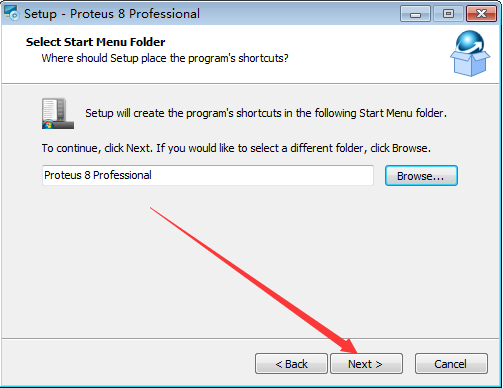 Setup - Proteus 8 Professional
Select Start Menu Folder
Where should Setup place the program's shortcuts?
Setup will create the program's shortcuts in the following Start Menu folder.
To continue, click Next. If you would like to select a different folder, click Browse.
Proteus 8 Professional
Browse...
< Back
Next >
Cancel